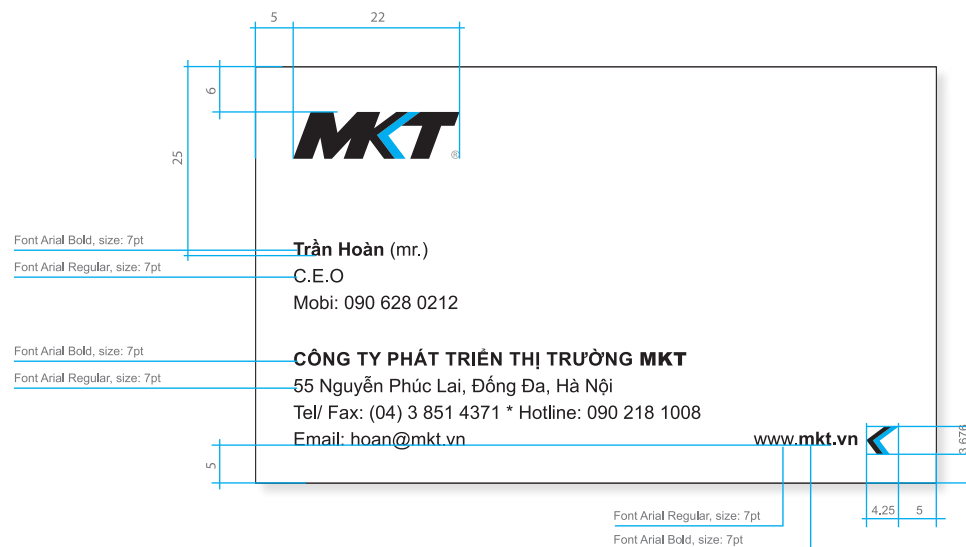 5 22
6
25
MKT ®
Font Arial Bold, size: 7pt
Trần Hoàn (mr.)
Font Arial Regular, size: 7pt
C.E.O
Mobi: 090 628 0212
Font Arial Bold, size: 7pt
CÔNG TY PHÁT TRIỂN THỊ TRƯỜNG MKT
Font Arial Regular, size: 7pt
55 Nguyễn Phúc Lai, Đống Đa, Hà Nội
Tel/ Fax: (04) 3 851 4371 * Hotline: 090 218 1008
Email: hoan@mkt.vn
www.mkt.vn
3.676
5
4.25 5
Font Arial Regular, size: 7pt
Font Arial Bold, size: 7pt